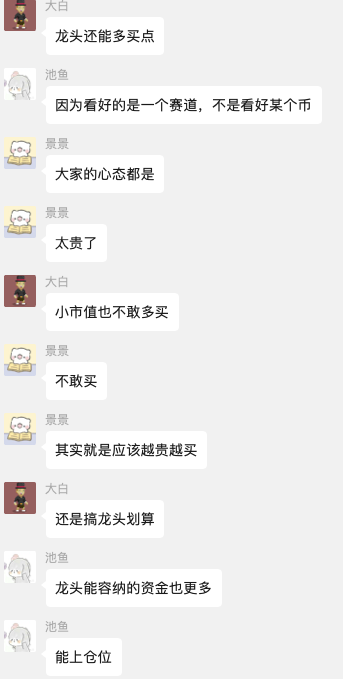 大白
龙头还能多买点
池鱼
因为看好的是一个赛道，不是看好某个币
景景
大家的心态都是
景景
太贵了
大白
小市值也不敢多买
景景
不敢买
景景
其实就是应该越贵越买
大白
还是搞龙头划算
池鱼
龙头能容纳的资金也更多
池鱼
能上仓位